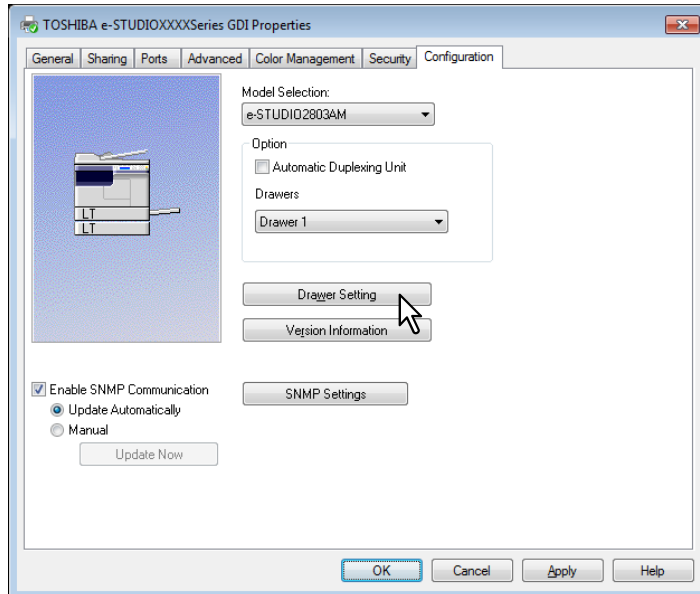 TOSHIBA e-STUDIOXXXXSeries GDI Properties
General Sharing Ports Advanced Color Management Security Configuration
Model Selection:
e-STUDIO2803AM
Option
Automatic Duplexing Unit
Drawers
Drawer 1
LT
LT
Drawer Setting
Version Information
Enable SNMP Communication
SNMP Settings
Update Automatically
Manual
Update Now
OK Cancel Apply Help